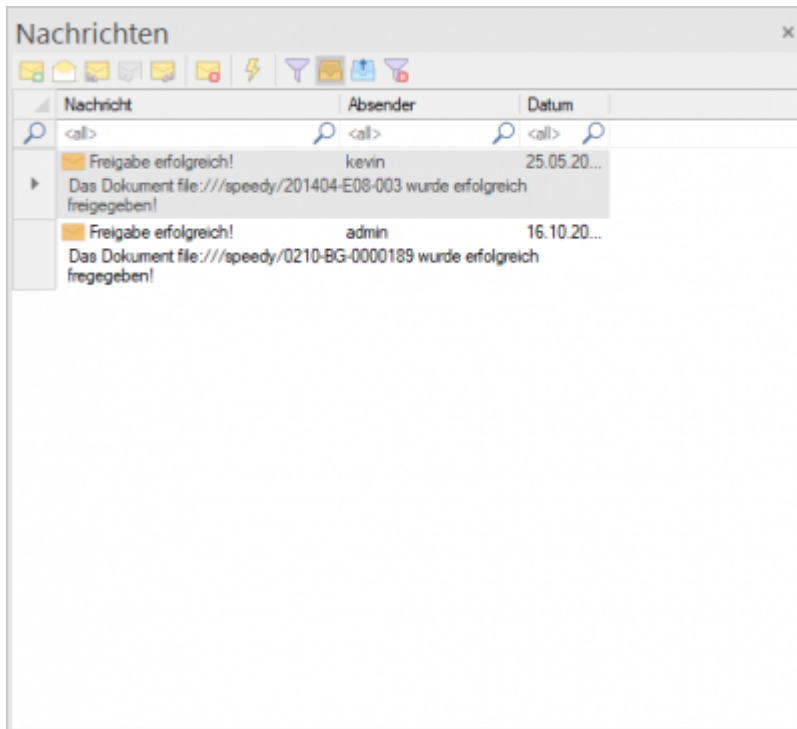 Nachrichten
Nachricht Absender Datum
<all> <all> <all>
Freigabe erfolgreich! kevin 25.05.20...
Das Dokument file:///speedy/201404-E08-003 wurde erfolgreich
freigegeben!
Freigabe erfolgreich! admin 16.10.20...
Das Dokument file:///speedy/0210-BG-0000189 wurde erfolgreich
fregegeben!